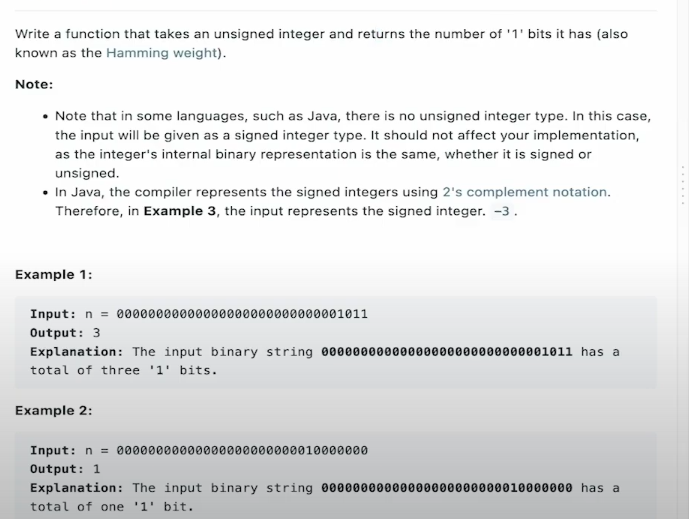 Write a function that takes an unsigned integer and returns the number of '1' bits it has (also
known as the Hamming weight).
Note:
• Note that in some languages, such as Java, there is no unsigned integer type. In this case,
the input will be given as a signed integer type. It should not affect your implementation,
as the integer's internal binary representation is the same, whether it is signed or
unsigned.
• In Java, the compiler represents the signed integers using 2's complement notation.
Therefore, in Example 3, the input represents the signed integer. -3.
Example 1:
Input: n = 00000000000000000000000000001011
Output: 3
Explanation: The input binary string 00000000000000000000000000001011 has a
total of three '1' bits.
Example 2:
Input: n = 00000000000000000000000010000000
Output: 1
Explanation: The input binary string 00000000000000000000000010000000 has a
total of one '1' bit.